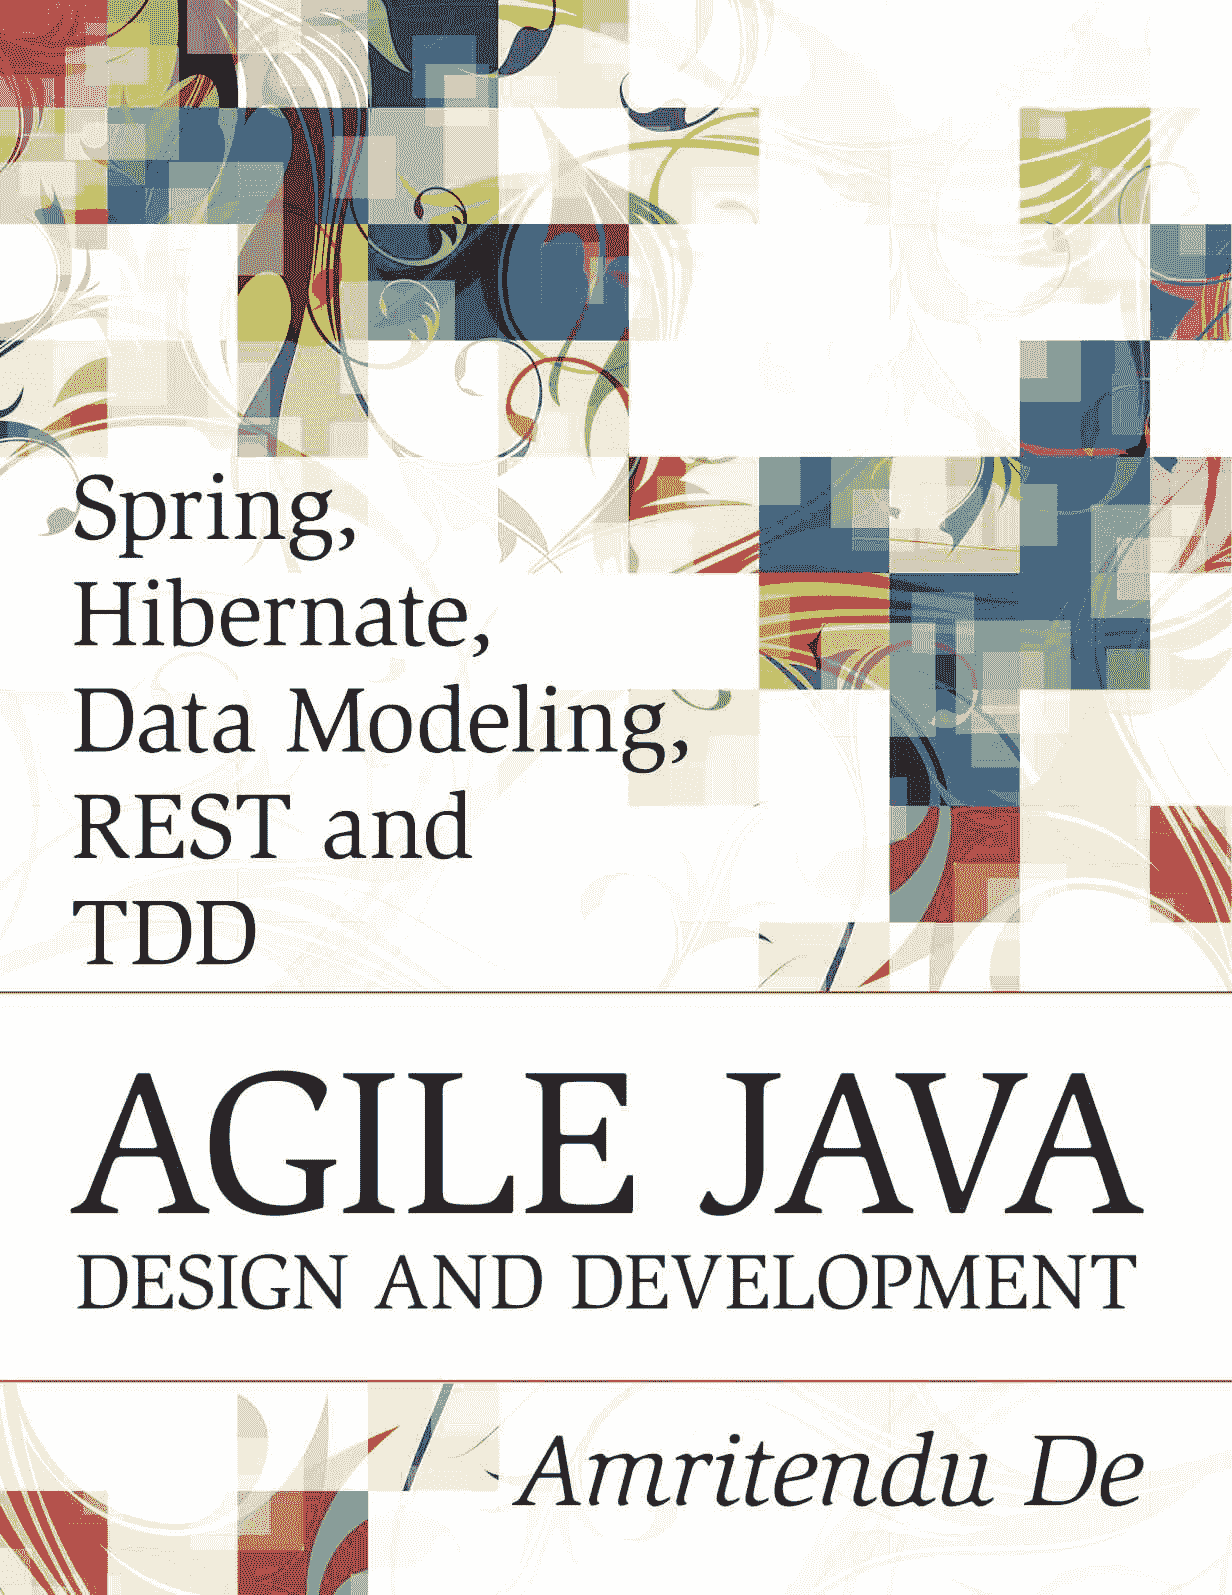 Spring,
Hibernate,
Data Modeling,
REST and
TDD
AGILE JAVA
DESIGN AND DEVELOPMENT
Amritendu De